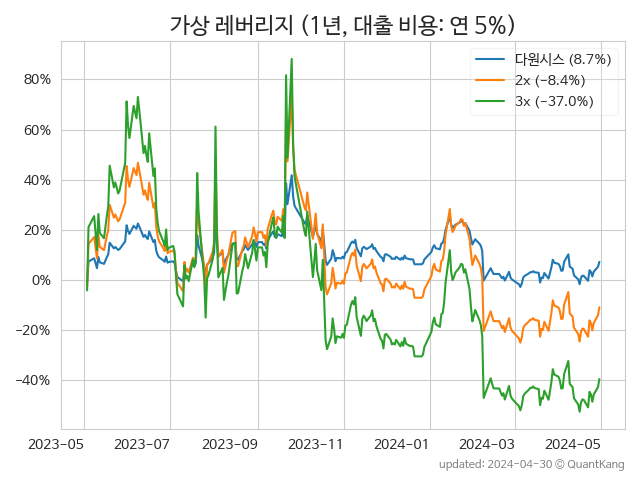 가상 레버리지 (1년, 대출 비용: 연 5%)
다원시스 (8.7%)
2x (−8.4%)
3x (−37.0%)
80%
60%
40%
20%
0%
−20%
−40%
2023-05 2023-07 2023-09 2023-11 2024-01 2024-03 2024-05
updated: 2024-04-30 ⓒ QuantKang